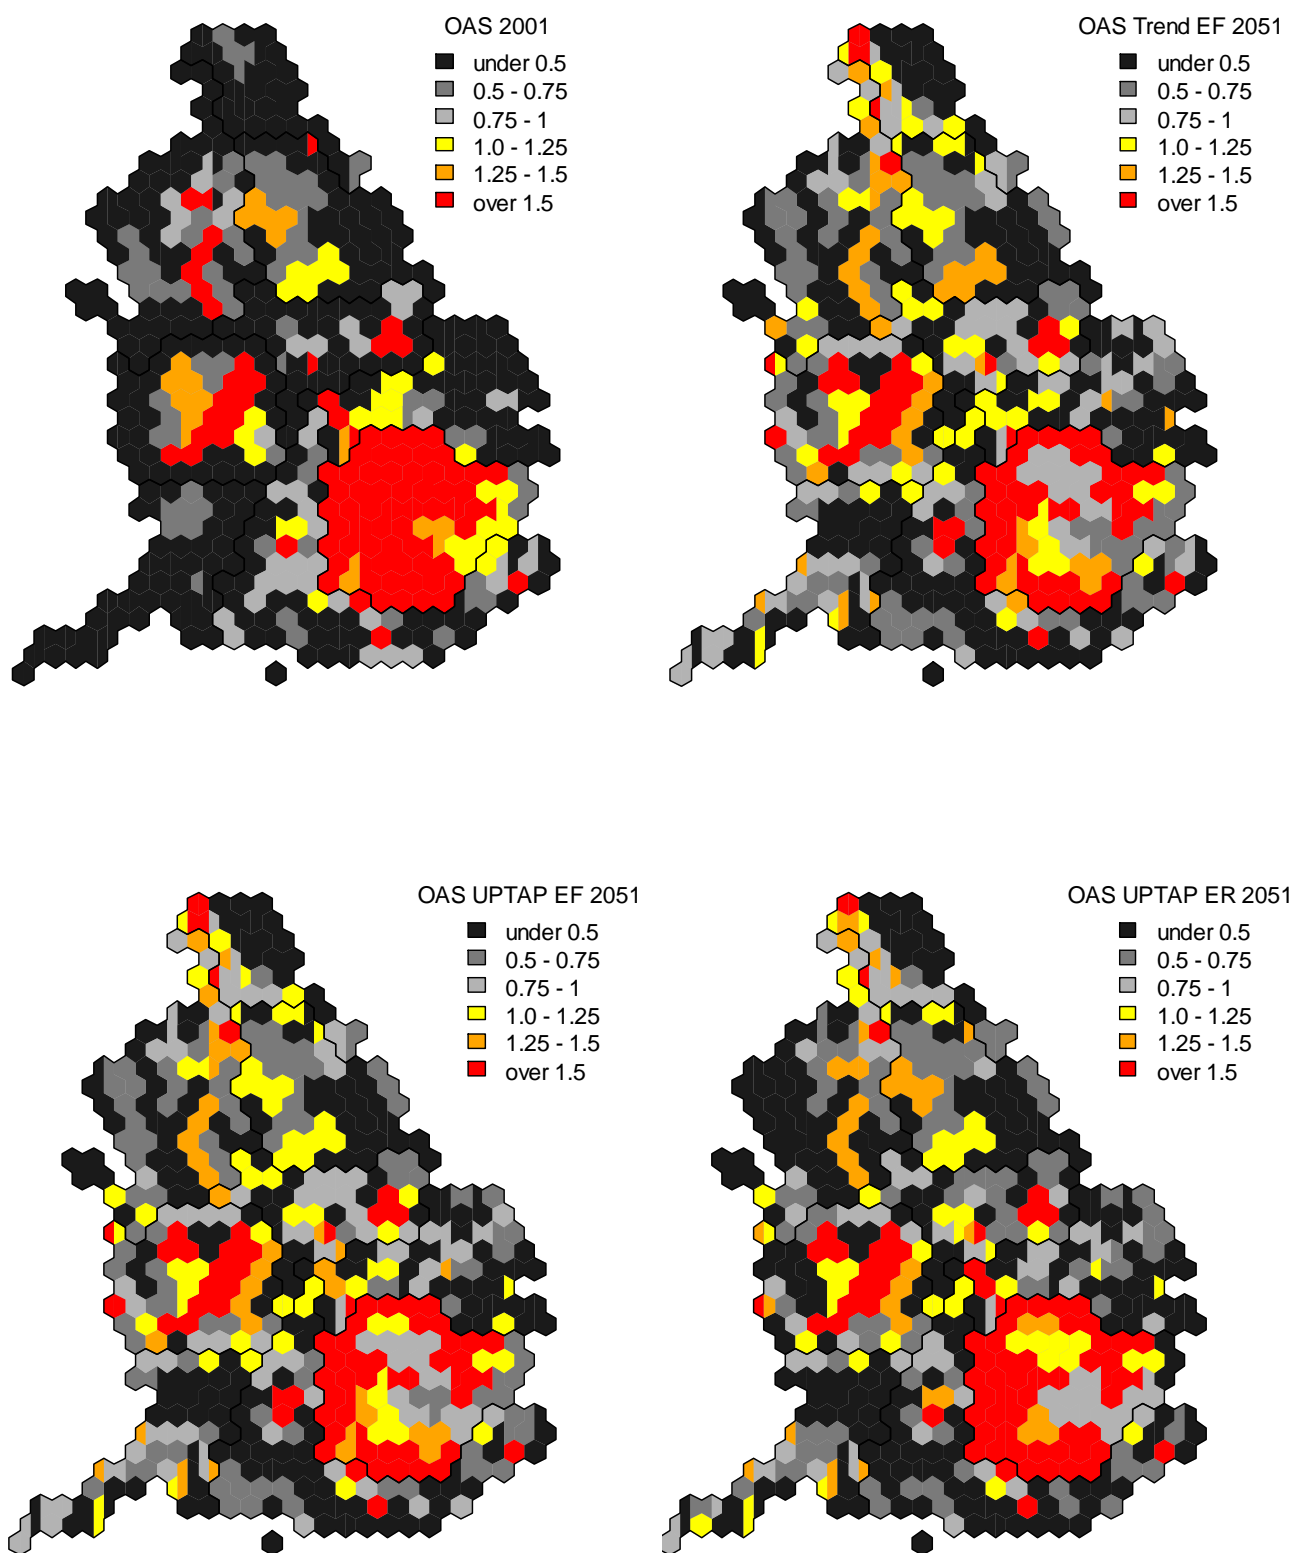 OAS 2001
under 0.5
0.5 - 0.75
0.75 - 1
1.0 - 1.25
1.25 - 1.5
over 1.5
OAS Trend EF 2051
under 0.5
0.5 - 0.75
0.75 - 1
1.0 - 1.25
1.25 - 1.5
over 1.5
OAS UPTAP EF 2051
under 0.5
0.5 - 0.75
0.75 - 1
1.0 - 1.25
1.25 - 1.5
over 1.5
OAS UPTAP ER 2051
under 0.5
0.5 - 0.75
0.75 - 1
1.0 - 1.25
1.25 - 1.5
over 1.5